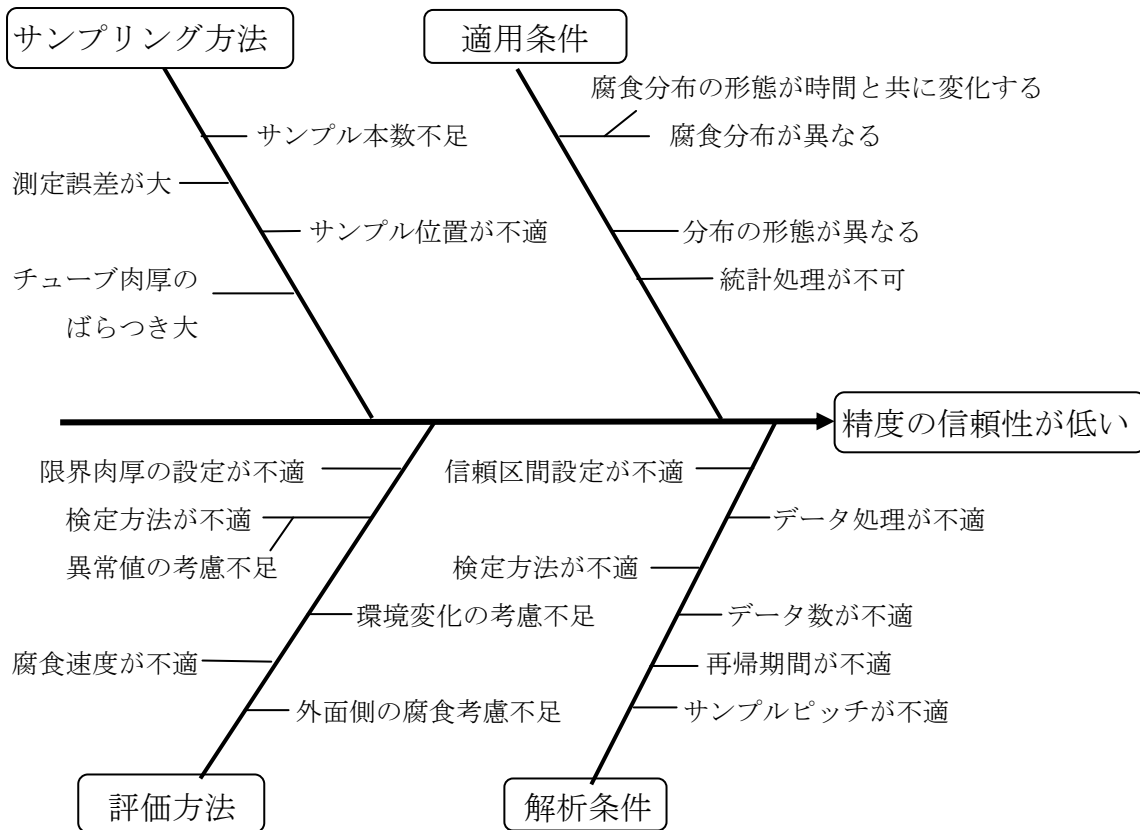 サンプリング方法
適用条件
腐食分布の形態が時間と共に変化する
サンプル本数不足
腐食分布が異なる
測定誤差が大
サンプル位置が不適
分布の形態が異なる
チューブ肉厚の
ばらつき大
統計処理が不可
精度の信頼性が低い
限界肉厚の設定が不適
信頼区間設定が不適
検定方法が不適
データ処理が不適
異常値の考慮不足
検定方法が不適
環境変化の考慮不足
データ数が不適
腐食速度が不適
再帰期間が不適
外面側の腐食考慮不足
サンプルピッチが不適
評価方法
解析条件